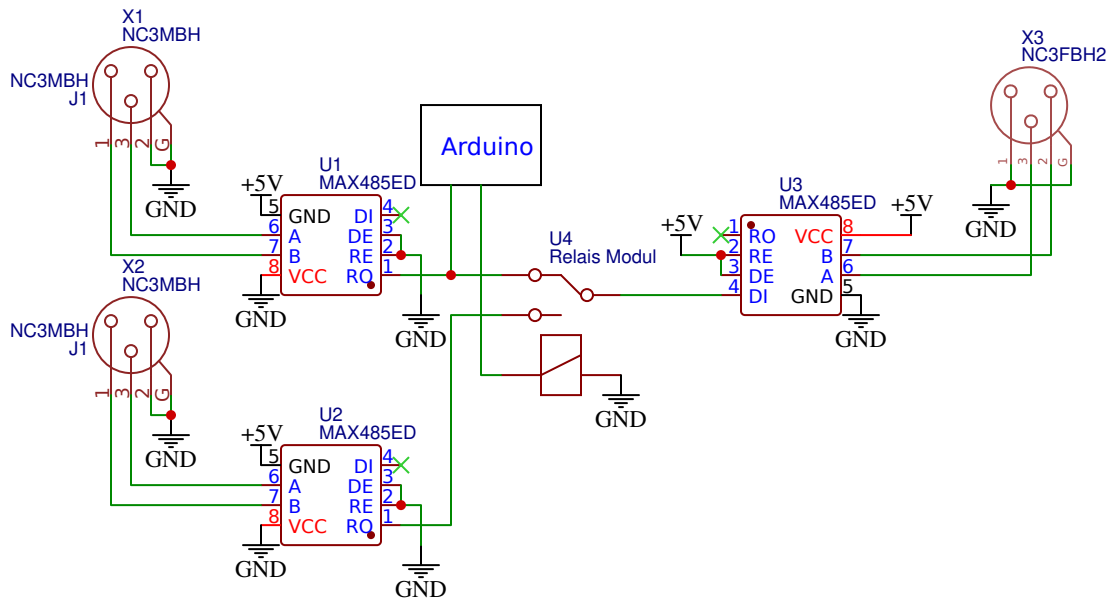 X1
NC3MBH
NC3MBH
J1
1
3
2
G
GND
Arduino
X3
NC3FBH2
1
3
2
G
GND
U1
MAX485ED
+5V
5 GND DI 4
6 A DE 3
7 B RE 2
8 VCC RO 1
GND
GND
U4
Relais Modul
GND
U3
MAX485ED
+5V
+5V
1 RO VCC 8
2 RE B 7
3 DE A 6
4 DI GND 5
GND
X2
NC3MBH
NC3MBH
J1
1
3
2
G
GND
U2
MAX485ED
+5V
5 GND DI 4
6 A DE 3
7 B RE 2
8 VCC RO 1
GND
GND